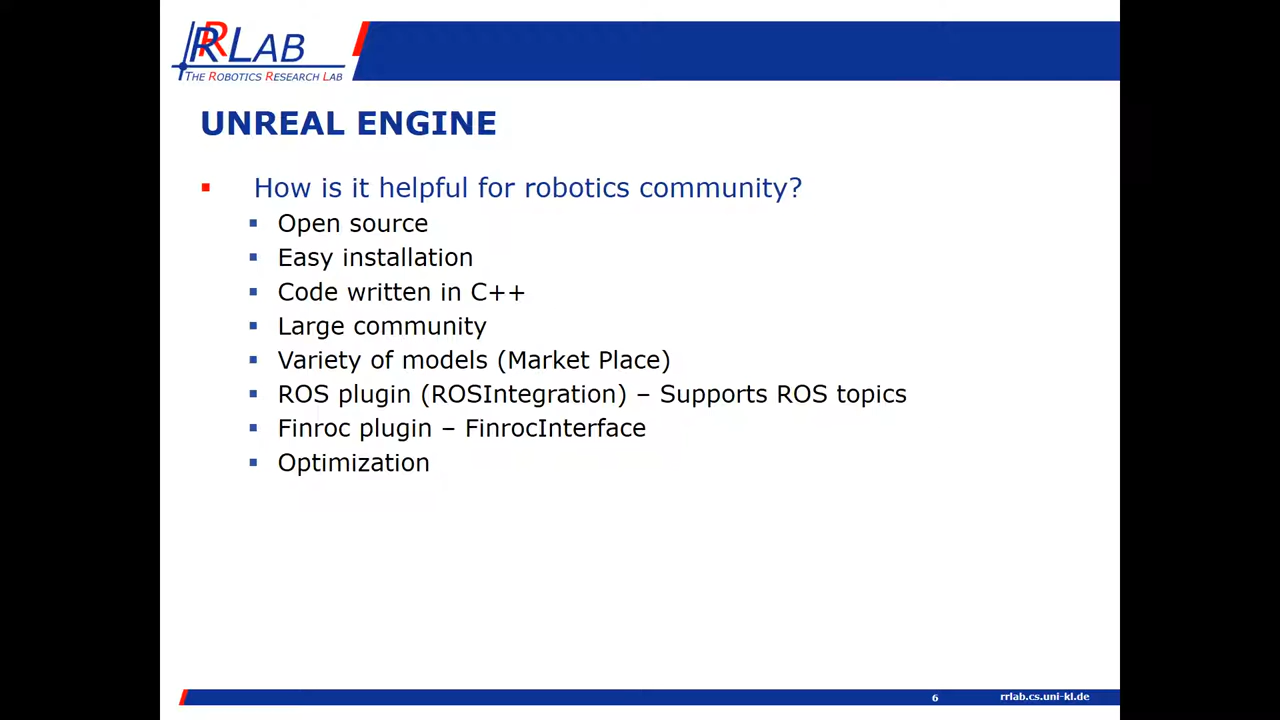 RRLAB
THE ROBOTICS RESEARCH LAB
UNREAL ENGINE
How is it helpful for robotics community?
Open source
Easy installation
Code written in C++
Large community
Variety of models (Market Place)
ROS plugin (ROSIntegration) – Supports ROS topics
Finroc plugin – FinrocInterface
Optimization
6
rrlab.cs.uni-kl.de